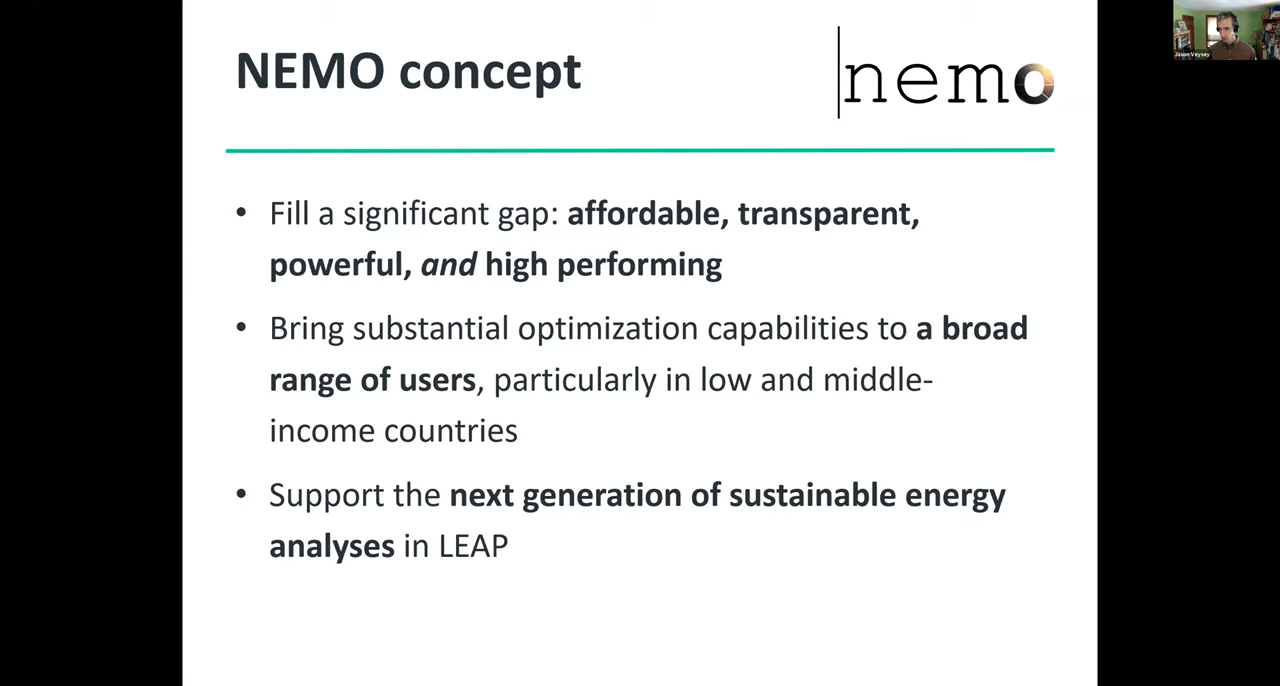 NEMO concept
nemo
Jason Veysey
• Fill a significant gap: affordable, transparent,
powerful, and high performing
• Bring substantial optimization capabilities to a broad
range of users, particularly in low and middle-
income countries
• Support the next generation of sustainable energy
analyses in LEAP